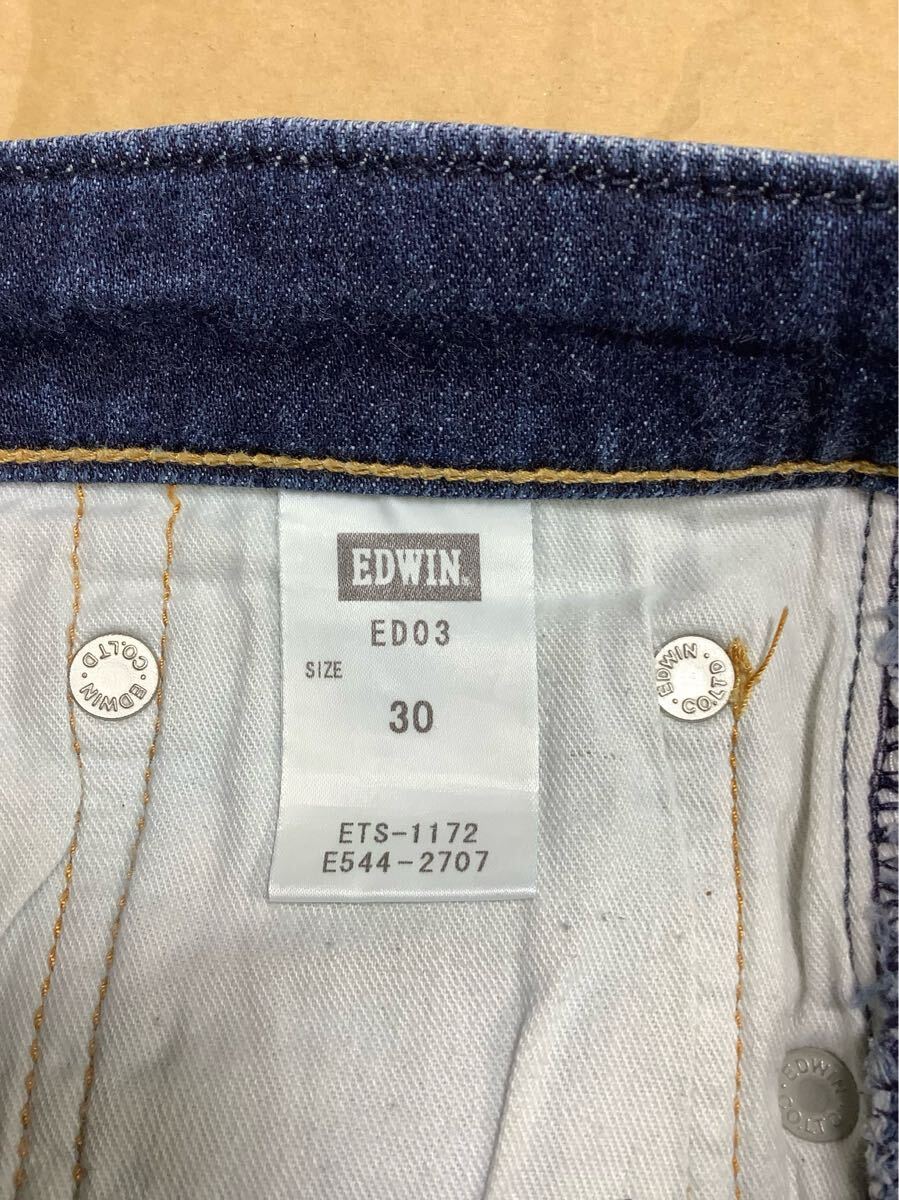 EDWIN
ED03
SIZE
30
ETS-1172
E544-2707
EDWIN CO.LTD
EDWIN CO.LTD
EDWIN CO.LTD